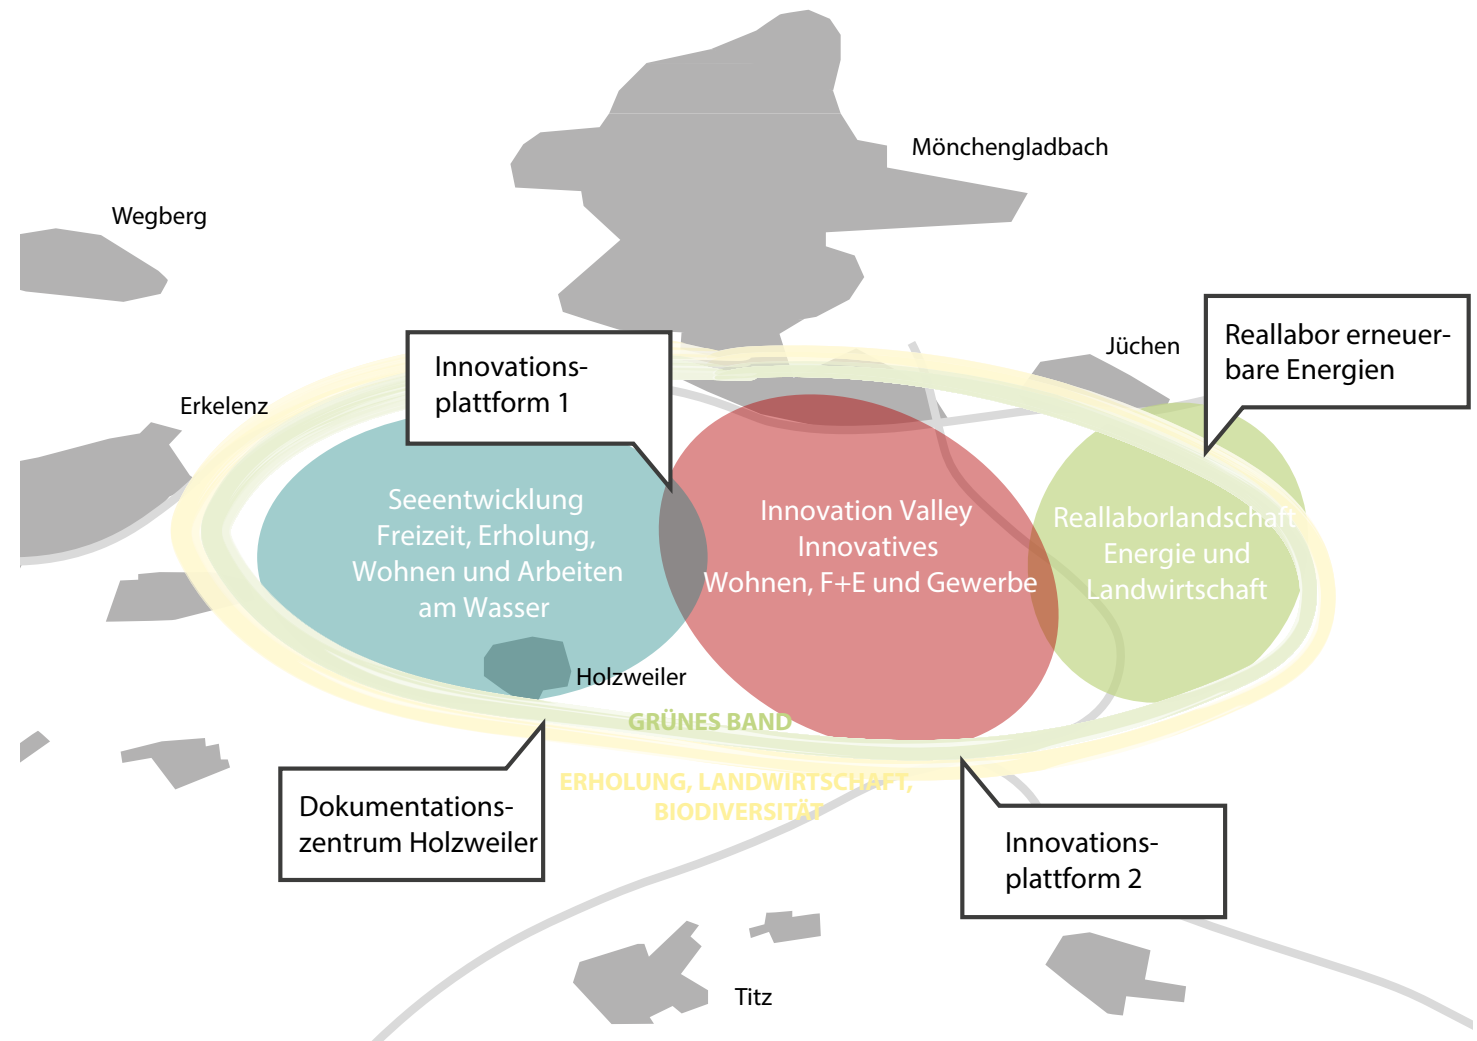 Mönchengladbach
Wegberg
Jüchen
Reallabor erneuer-
bare Energien
Innovations-
plattform 1
Erkelenz
Seeentwicklung
Freizeit, Erholung,
Wohnen und Arbeiten
am Wasser
Innovation Valley
Innovatives
Wohnen, F+E und Gewerbe
Reallaborlandschaft
Energie und
Landwirtschaft
Holzweiler
GRÜNES BAND
ERHOLUNG, LANDWIRTSCHAFT,
BIODIVERSITÄT
Dokumentations-
zentrum Holzweiler
Innovations-
plattform 2
Titz